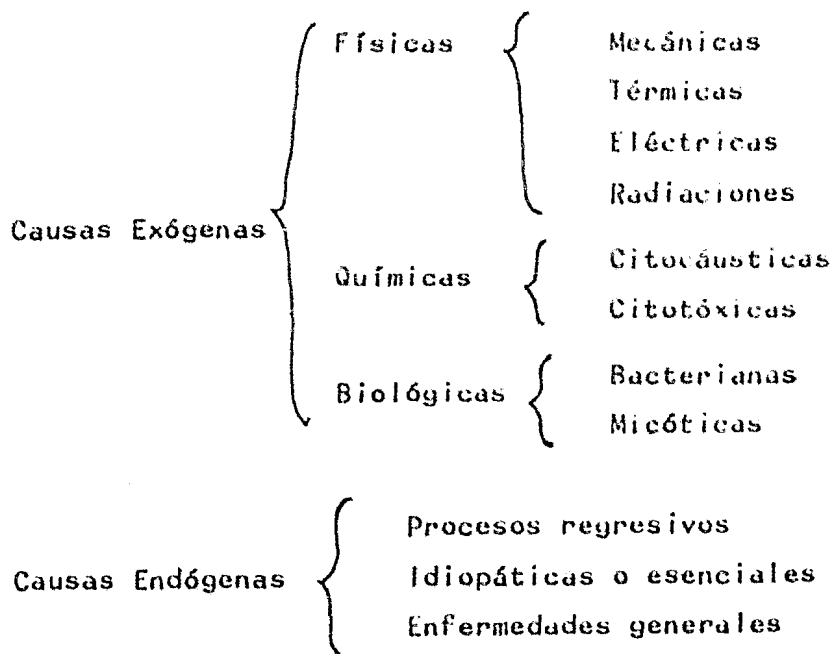 Físicas Mecánicas
Térmicas
Eléctricas
Radiaciones
Causas Exógenas
Químicas Citocáusticas
Citotóxicas
Biológicas Bacterianas
Micóticas
Causas Endógenas
Procesos regresivos
Idiopáticas o esenciales
Enfermedades generales